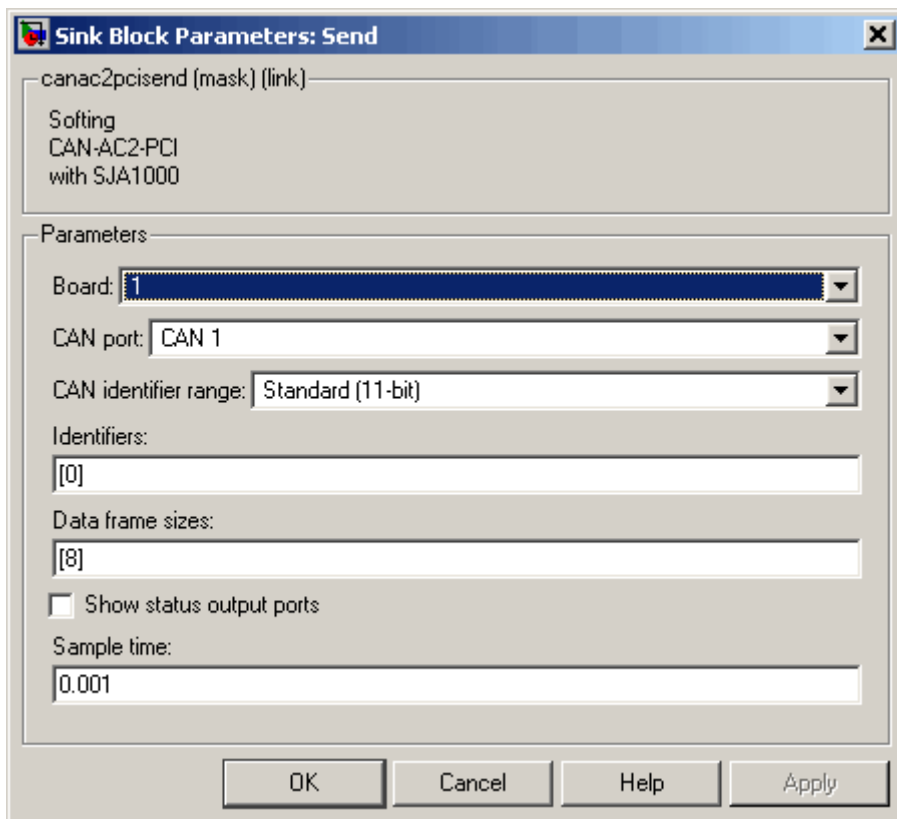 Sink Block Parameters: Send
canac2pcisend (mask) (link)
Softing
CAN-AC2-PCI
with SJA1000
Parameters
Board: 1
CAN port: CAN 1
CAN identifier range: Standard (11-bit)
Identifiers:
[0]
Data frame sizes:
[8]
Show status output ports
Sample time:
0.001
OK Cancel Help Apply